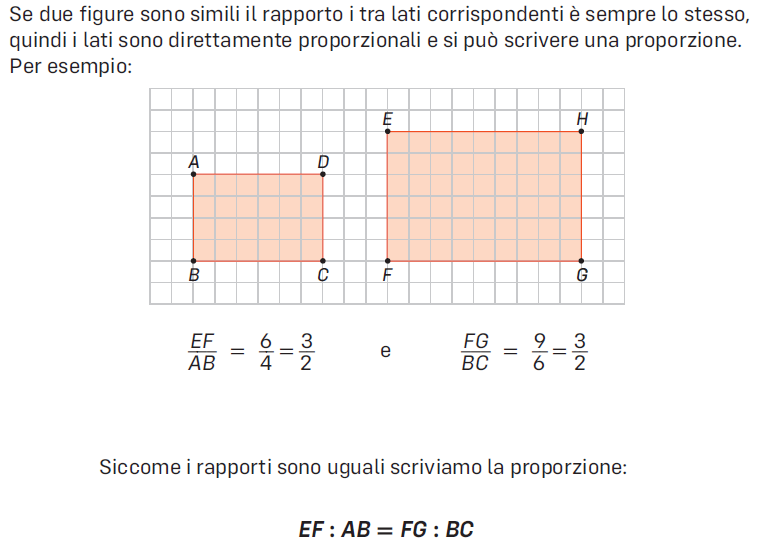 Se due figure sono simili il rapporto i tra lati corrispondenti è sempre lo stesso,
quindi i lati sono direttamente proporzionali e si può scrivere una proporzione.
Per esempio:
E H
A D
B C F G
EF/AB = 6/4 = 3/2 e FG/BC = 9/6 = 3/2
Siccome i rapporti sono uguali scriviamo la proporzione:
EF : AB = FG : BC